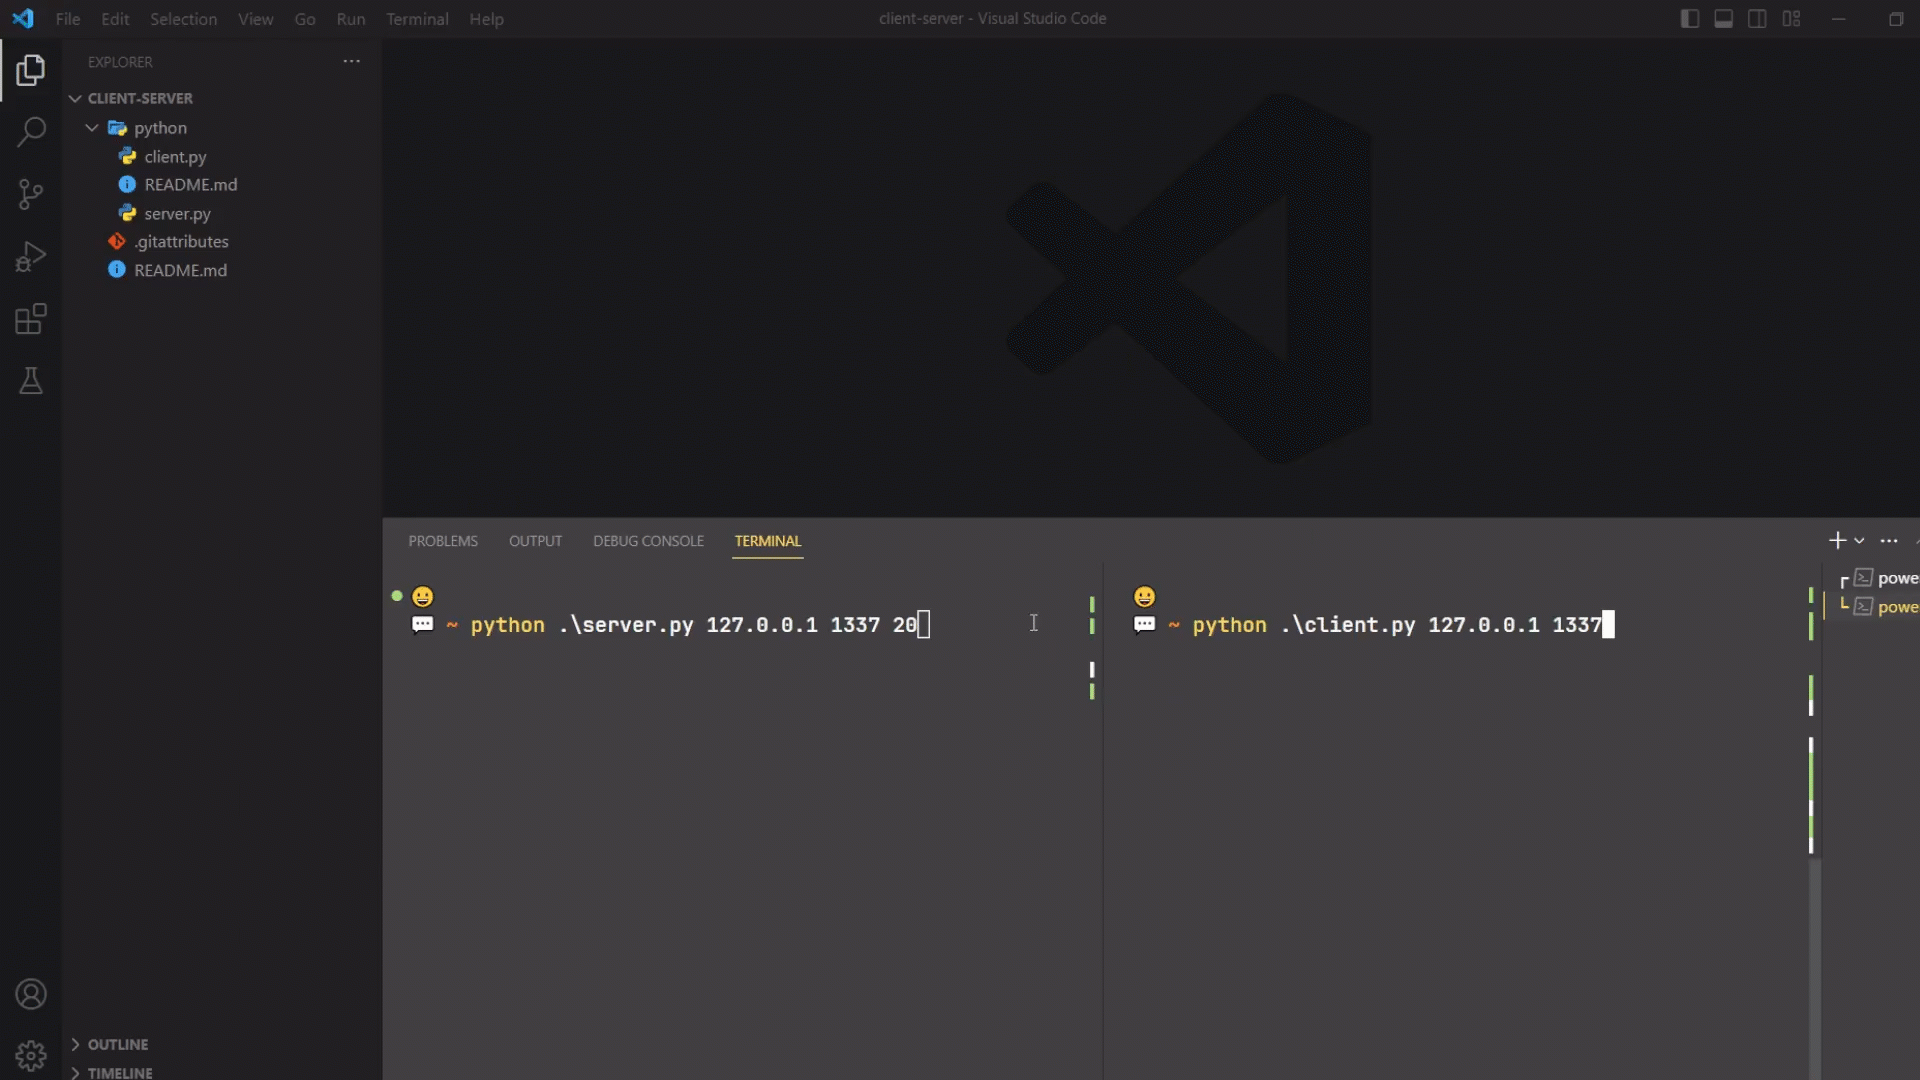 File Edit Selection View Go Run Terminal Help
client-server - Visual Studio Code
EXPLORER
CLIENT-SERVER
python
client.py
README.md
server.py
.gitattributes
README.md
OUTLINE
TIMELINE
PROBLEMS OUTPUT DEBUG CONSOLE TERMINAL
~ python .\server.py 127.0.0.1 1337 20
~ python .\client.py 127.0.0.1 1337
powe
powe